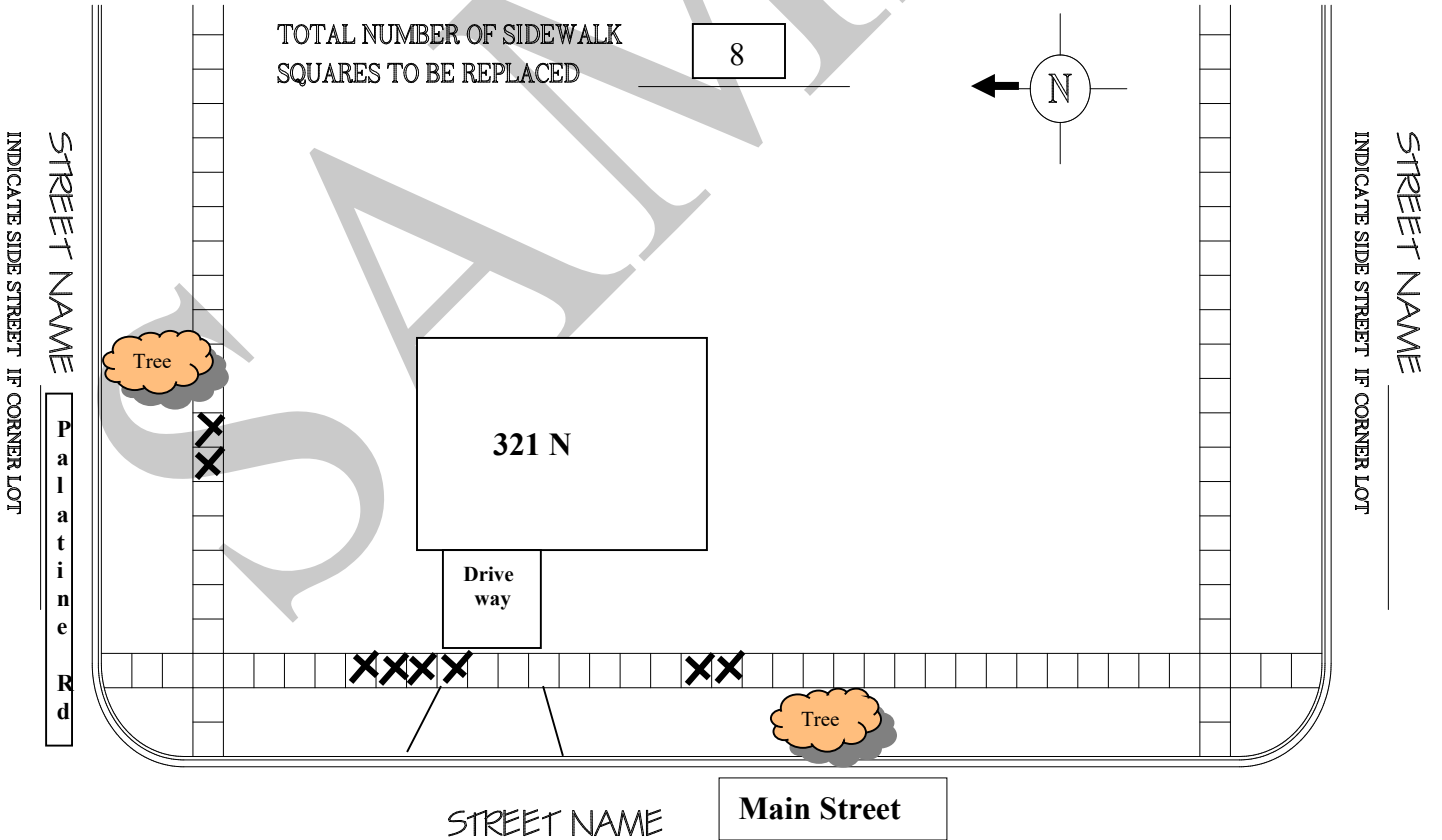 TOTAL NUMBER OF SIDEWALK
SQUARES TO BE REPLACED
8
N
SAM
STREET NAME
INDICATE SIDE STREET IF CORNER LOT
Palatine Rd
STREET NAME
INDICATE SIDE STREET IF CORNER LOT
Tree
321 N
Drive
way
Tree
STREET NAME
Main Street